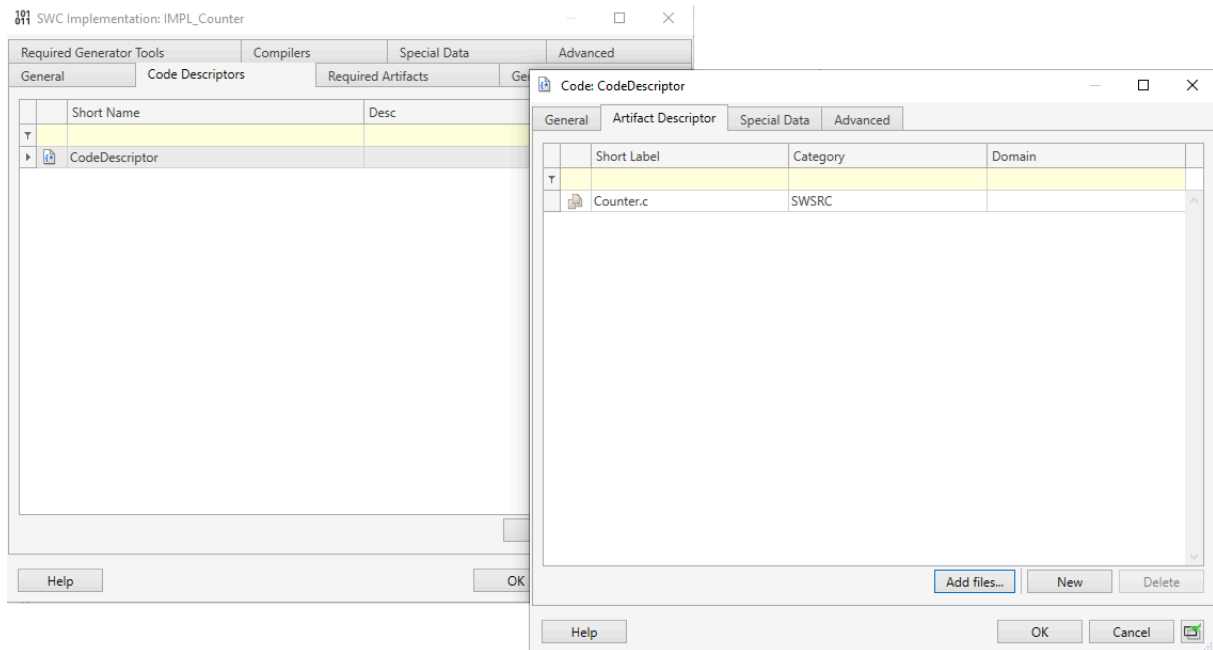 SWC Implementation: IMPL_Counter
Required Generator Tools Compilers Special Data Advanced
General Code Descriptors Required Artifacts Ge
Short Name Desc
CodeDescriptor
Help OK
Code: CodeDescriptor
General Artifact Descriptor Special Data Advanced
Short Label Category Domain
Counter.c SWSRC
Add files... New Delete
Help OK Cancel